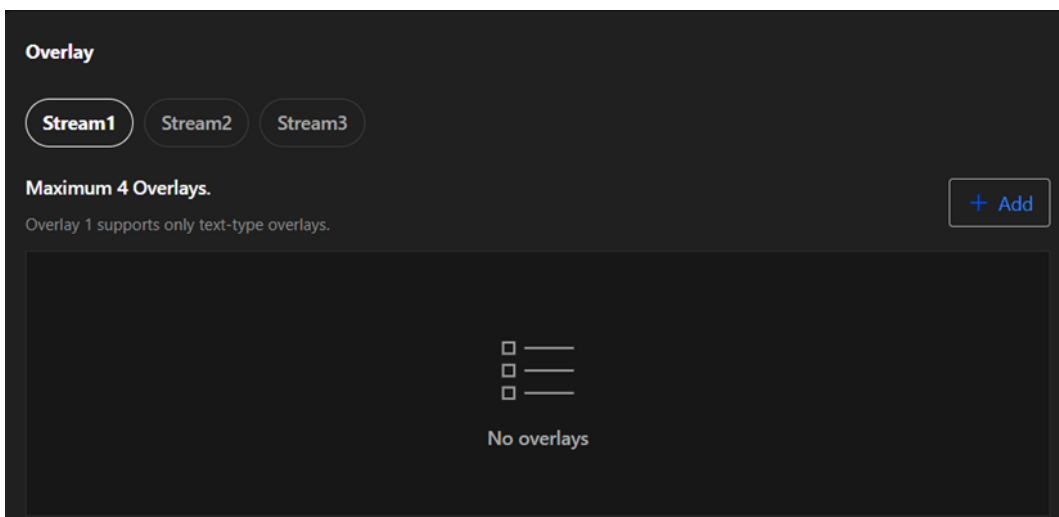 Overlay
Stream1 Stream2 Stream3
Maximum 4 Overlays.
+ Add
Overlay 1 supports only text-type overlays.
No overlays